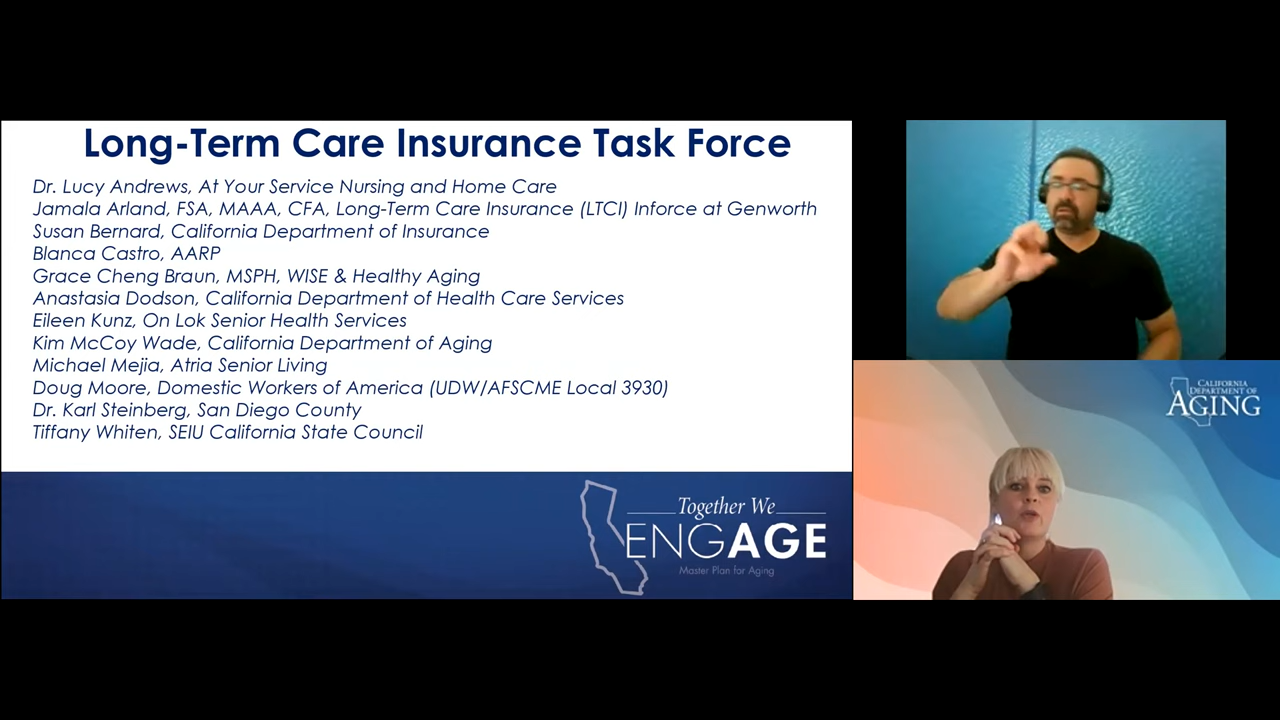 Long-Term Care Insurance Task Force
Dr. Lucy Andrews, At Your Service Nursing and Home Care
Jamala Arland, FSA, MAAA, CFA, Long-Term Care Insurance (LTCI) Inforce at Genworth
Susan Bernard, California Department of Insurance
Blanca Castro, AARP
Grace Cheng Braun, MSPH, WISE & Healthy Aging
Anastasia Dodson, California Department of Health Care Services
Eileen Kunz, On Lok Senior Health Services
Kim McCoy Wade, California Department of Aging
Michael Mejia, Atria Senior Living
Doug Moore, Domestic Workers of America (UDW/AFSCME Local 3930)
Dr. Karl Steinberg, San Diego County
Tiffany Whiten, SEIU California State Council
Together We
ENGAGE
Master Plan for Aging
CALIFORNIA
DEPARTMENT OF
AGING